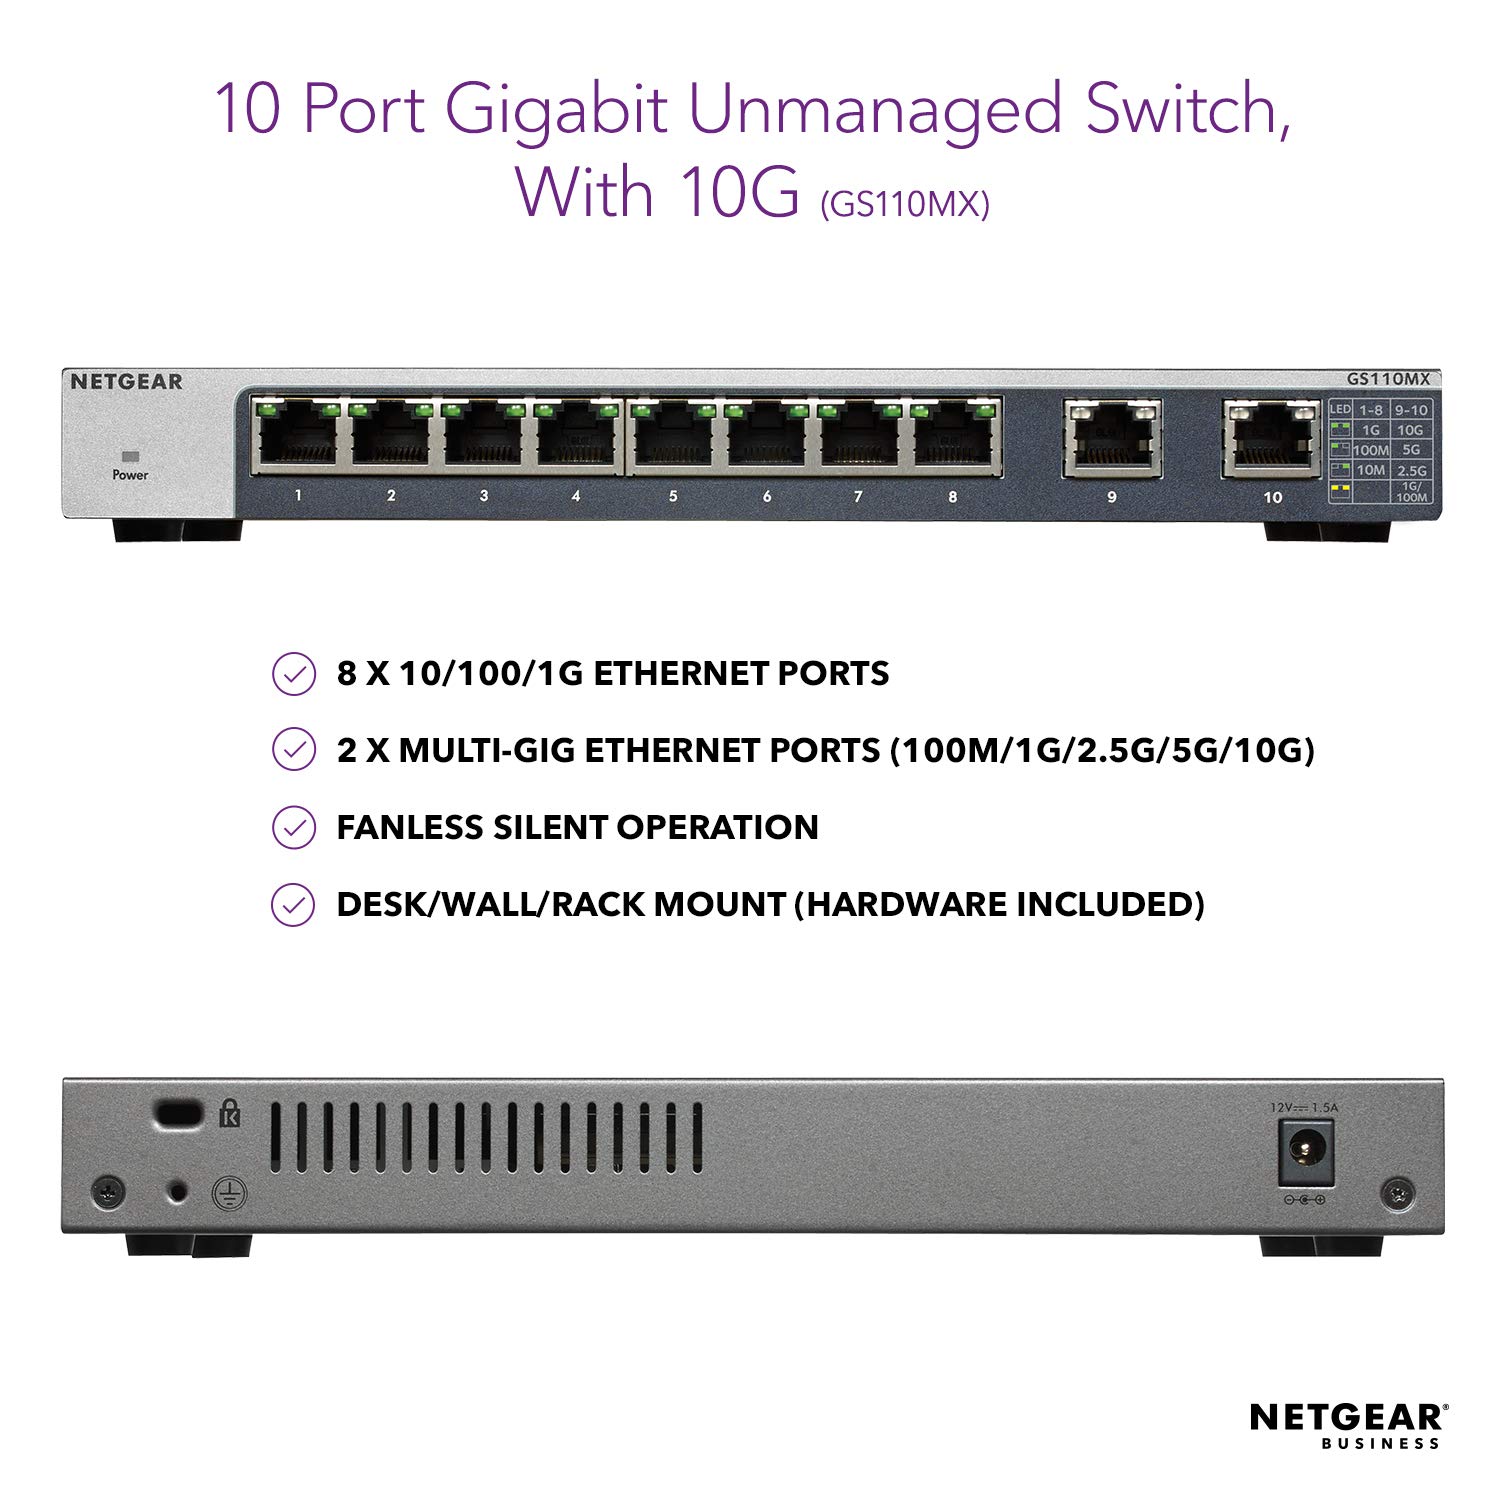 10 Port Gigabit Unmanaged Switch,
With 10G (GS110MX)
NETGEAR
GS110MX
Power
1 2 3 4 5 6 7 8 9 10
LED 1-8 9-10
1G 10G
100M 5G
10M 2.5G
1G/
100M
8 X 10/100/1G ETHERNET PORTS
2 X MULTI-GIG ETHERNET PORTS (100M/1G/2.5G/5G/10G)
FANLESS SILENT OPERATION
DESK/WALL/RACK MOUNT (HARDWARE INCLUDED)
K
12V⎓1.5A
NETGEAR®
BUSINESS